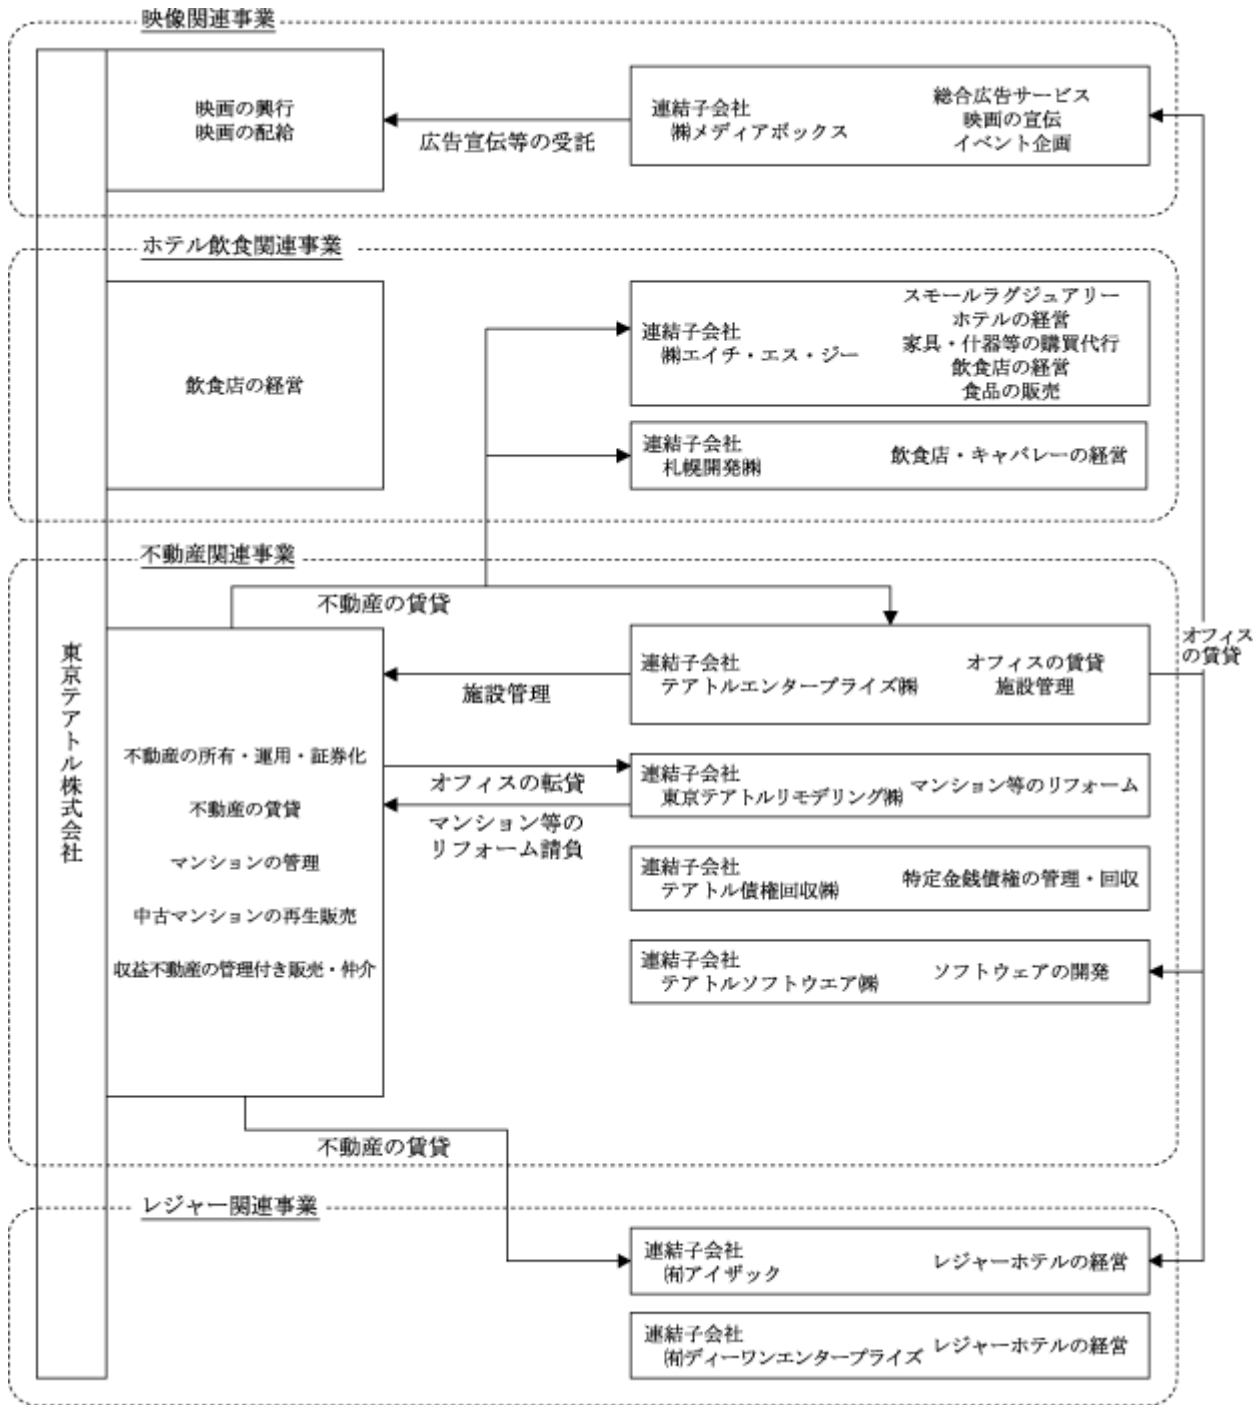 映像関連事業
映画の興行
映画の配給
広告宣伝等の受託
連結子会社
㈱メディアボックス
総合広告サービス
映画の宣伝
イベント企画
ホテル飲食関連事業
飲食店の経営
連結子会社
㈱エイチ・エス・ジー
スモールラグジュアリー
ホテルの経営
家具・什器等の購買代行
飲食店の経営
食品の販売
連結子会社
札幌開発㈱
飲食店・キャバレーの経営
不動産関連事業
不動産の賃貸
東京テアトル株式会社
不動産の所有・運用・証券化
不動産の賃貸
マンションの管理
中古マンションの再生販売
収益不動産の管理付き販売・仲介
施設管理
連結子会社
テアトルエンタープライズ㈱
オフィスの賃貸
施設管理
オフィス
の賃貸
オフィスの転貸
マンション等の
リフォーム請負
連結子会社
東京テアトルリモデリング㈱
マンション等のリフォーム
連結子会社
テアトル債権回収㈱
特定金銭債権の管理・回収
連結子会社
テアトルソフトウエア㈱
ソフトウェアの開発
不動産の賃貸
レジャー関連事業
連結子会社
㈲アイザック
レジャーホテルの経営
連結子会社
㈲ディーワンエンタープライズ
レジャーホテルの経営